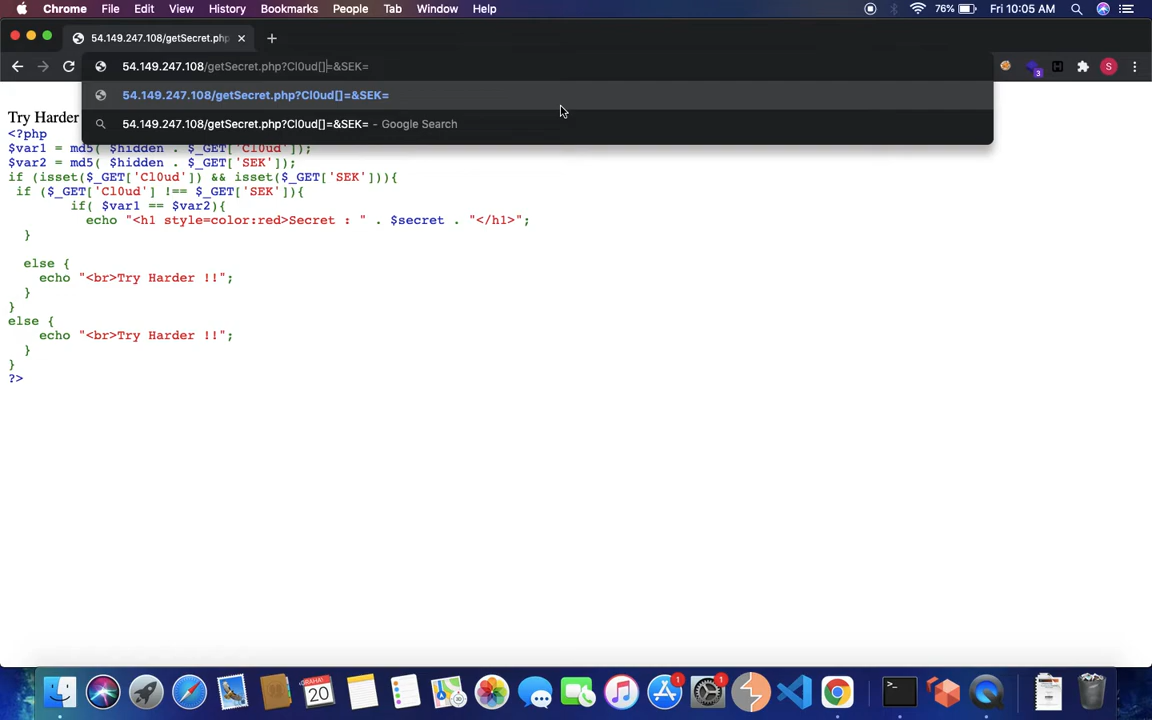 Chrome File Edit View History Bookmarks People Tab Window Help 76% Fri 10:05 AM
54.149.247.108/getSecret.php
54.149.247.108/getSecret.php?Cl0ud[]=&SEK=
3 H S
54.149.247.108/getSecret.php?Cl0ud[]=&SEK=
54.149.247.108/getSecret.php?Cl0ud[]=&SEK= - Google Search
Try Harder
<?php
$var1 = md5( $hidden . $_GET['Cl0ud']);
$var2 = md5( $hidden . $_GET['SEK']);
if (isset($_GET['Cl0ud']) && isset($_GET['SEK'])){
if ($_GET['Cl0ud'] !== $_GET['SEK']){
if( $var1 == $var2){
echo "<h1 style=color:red>Secret : " . $secret . "</h1>";
}
else {
echo "<br>Try Harder !!";
}
}
else {
echo "<br>Try Harder !!";
}
}
?>
NOV
20
1
1
>_